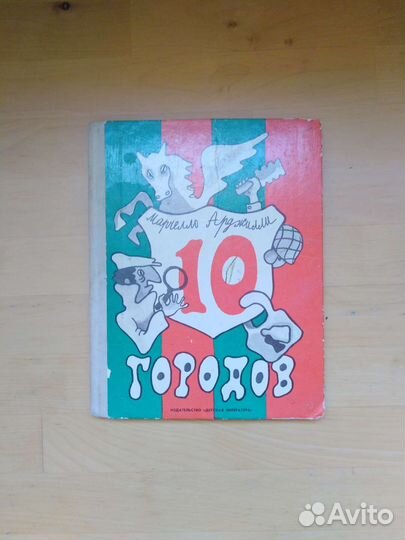 Марчелло Арджилли
10
ГОРОДОВ
ИЗДАТЕЛЬСТВО «ДЕТСКАЯ ЛИТЕРАТУРА»
Avito